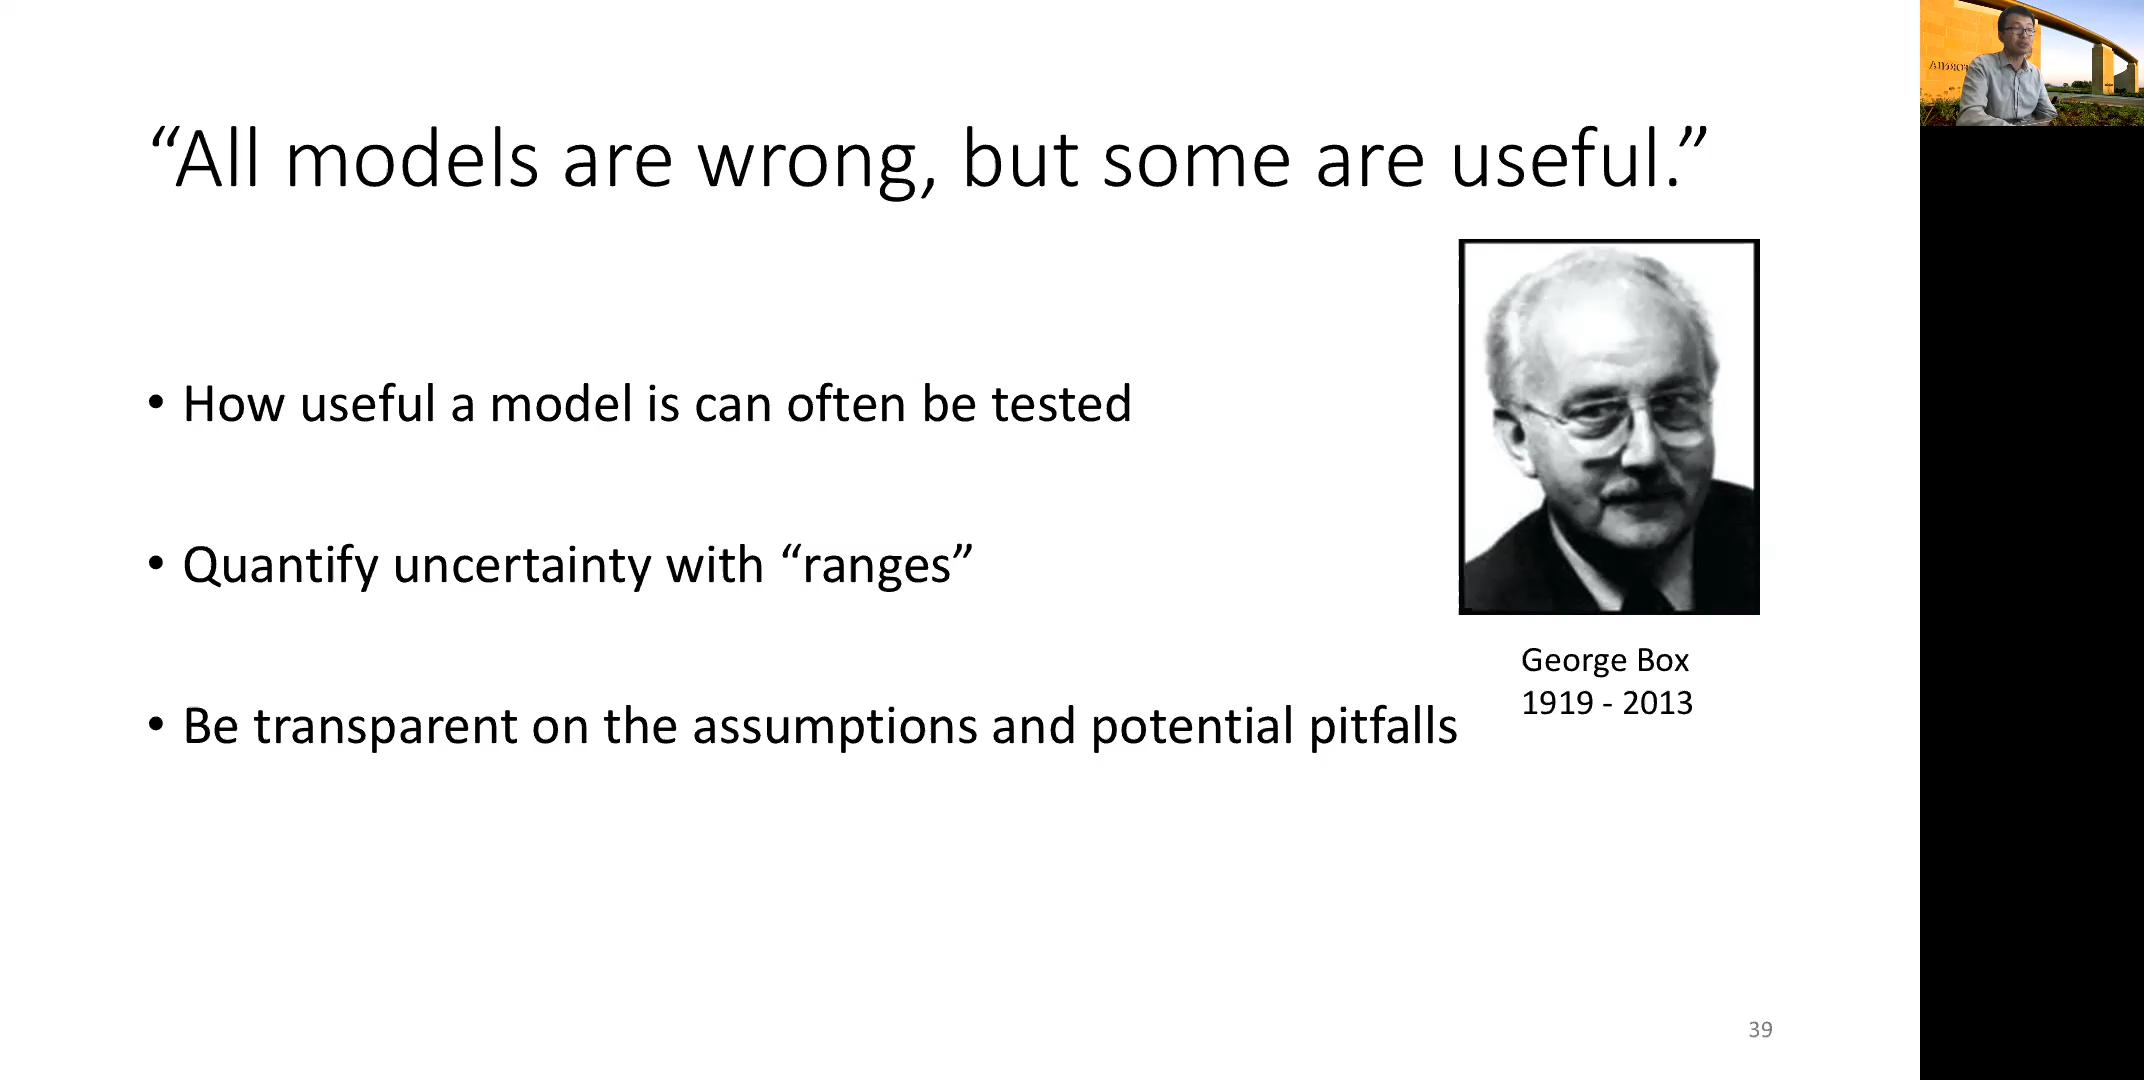 “All models are wrong, but some are useful.”
• How useful a model is can often be tested
• Quantify uncertainty with “ranges”
• Be transparent on the assumptions and potential pitfalls
George Box
1919 - 2013
39